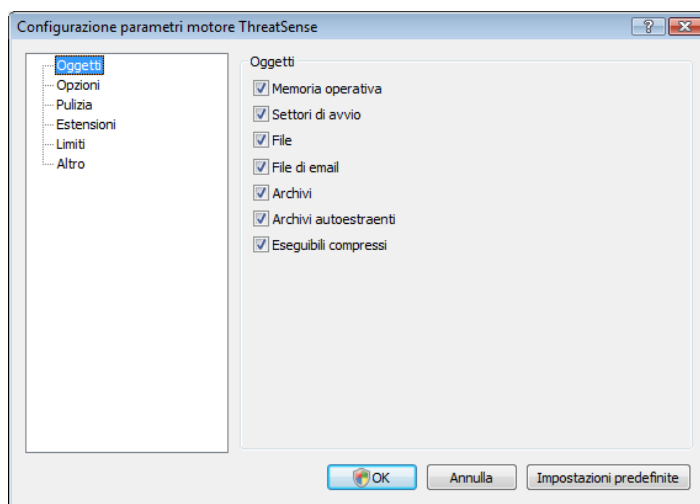 Configurazione parametri motore ThreatSense
Oggetti
Opzioni
Pulizia
Estensioni
Limiti
Altro
Oggetti
Memoria operativa
Settori di avvio
File
File di email
Archivi
Archivi autoestraenti
Eseguibili compressi
OK
Annulla
Impostazioni predefinite